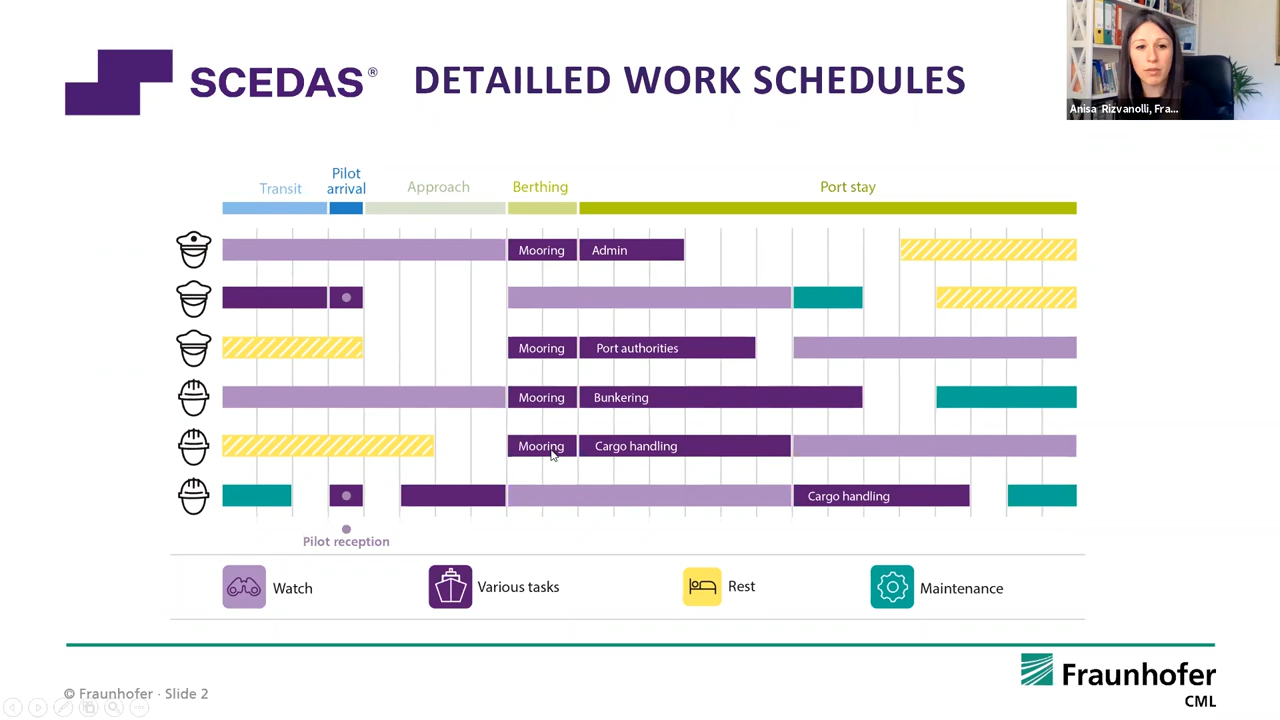 SCEDAS®
DETAILLED WORK SCHEDULES
Anisa Rizvanolli, Fra...
Transit
Pilot
arrival
Approach
Berthing
Port stay
Mooring
Admin
Mooring
Port authorities
Mooring
Bunkering
Mooring
Cargo handling
Cargo handling
Pilot reception
Watch
Various tasks
Rest
Maintenance
© Fraunhofer · Slide 2
Fraunhofer
CML